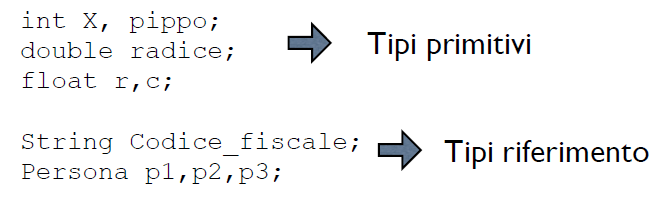 int X, pippo;
double radice;
float r,c;
Tipi primitivi
String Codice_fiscale;
Persona p1,p2,p3;
Tipi riferimento